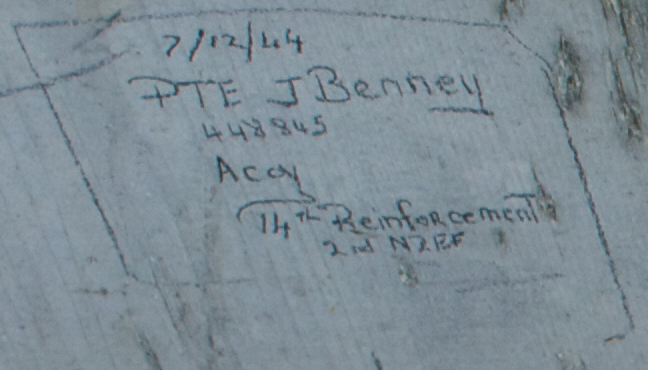 7/12/44
PTE J Benney
448845
A coy
14th Reinforcement
2nd NZEF